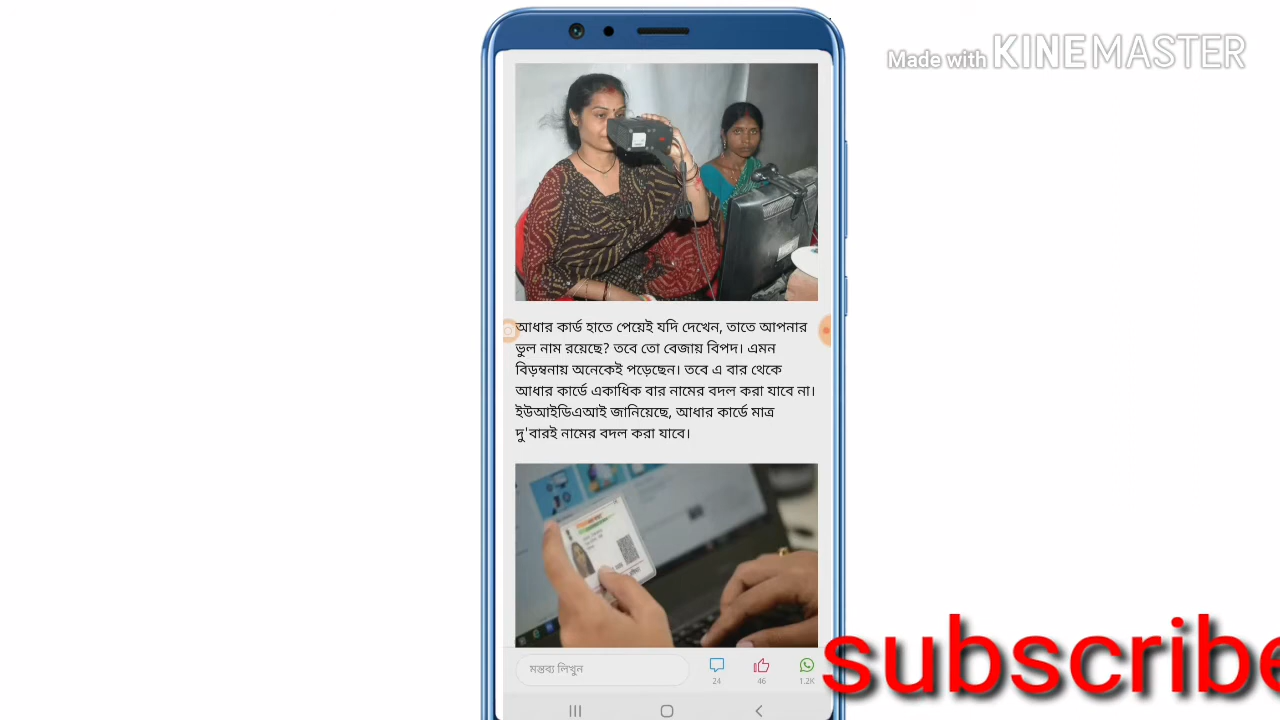 Made with KINEMASTER
আধার কার্ড হাতে পেয়েই যদি দেখেন, তাতে আপনার
ভুল নাম রয়েছে? তবে তো বেজায় বিপদ। এমন
বিড়ম্বনায় অনেকেই পড়েছেন। তবে এ বার থেকে
আধার কার্ডে একাধিক বার নামের বদল করা যাবে না।
ইউআইডিএআই জানিয়েছে, আধার কার্ডে মাত্র
দু'বারই নামের বদল করা যাবে।
মন্তব্য লিখুন
24 46 1.2K
subscribe